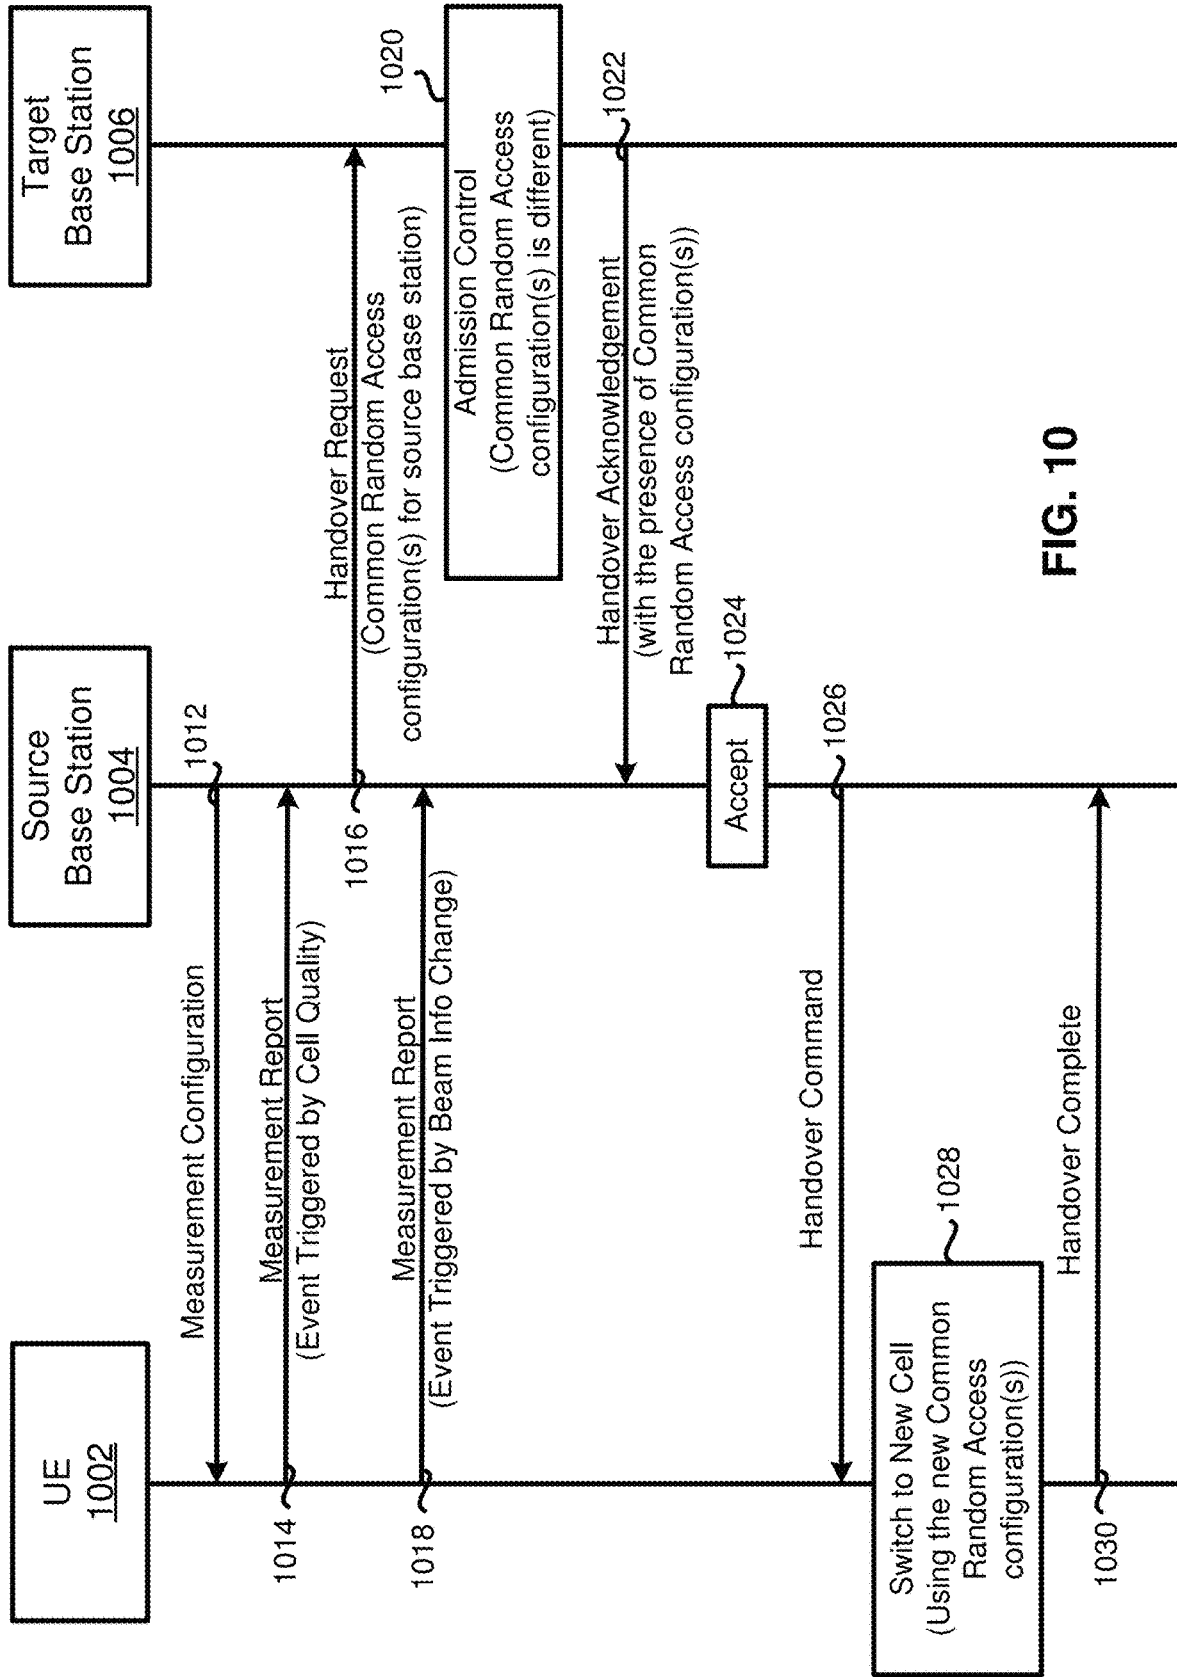 UE
1002
Source
Base Station
1004
Target
Base Station
1006
1012
Measurement Configuration
1014
Measurement Report
(Event Triggered by Cell Quality)
1016
Handover Request
(Common Random Access
configuration(s) for source base station)
1018
Measurement Report
(Event Triggered by Beam Info Change)
1020
Admission Control
(Common Random Access
configuration(s) is different)
1022
Handover Acknowledgement
(with the presence of Common
Random Access configuration(s))
1024
Accept
1026
Handover Command
1028
Switch to New Cell
(Using the new Common
Random Access
configuration(s))
1030
Handover Complete
FIG. 10